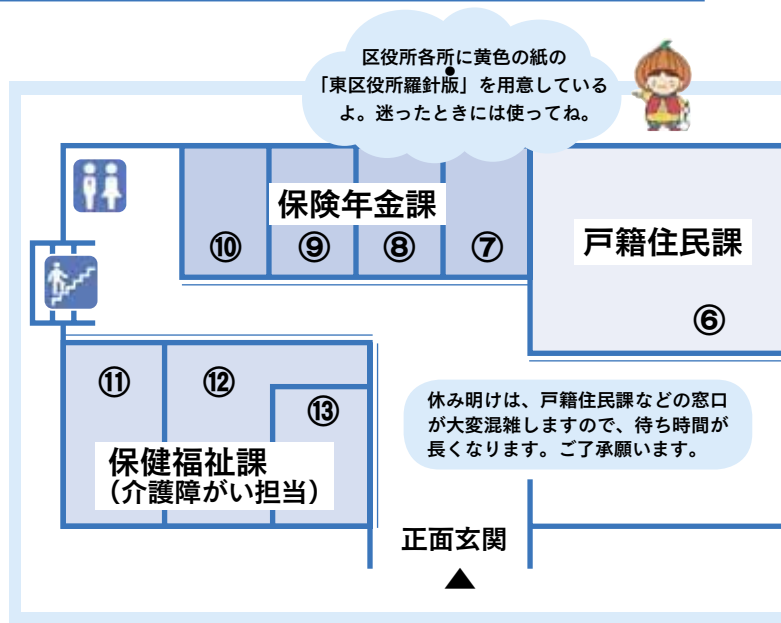 区役所各所に黄色の紙の
「東区役所羅針版」を用意している
よ。迷ったときには使ってね。
保険年金課
⑩ ⑨ ⑧ ⑦
戸籍住民課
⑥
⑪ ⑫
⑬
保健福祉課
（介護障がい担当）
休み明けは、戸籍住民課などの窓口
が大変混雑しますので、待ち時間が
長くなります。ご了承願います。
正面玄関
▲